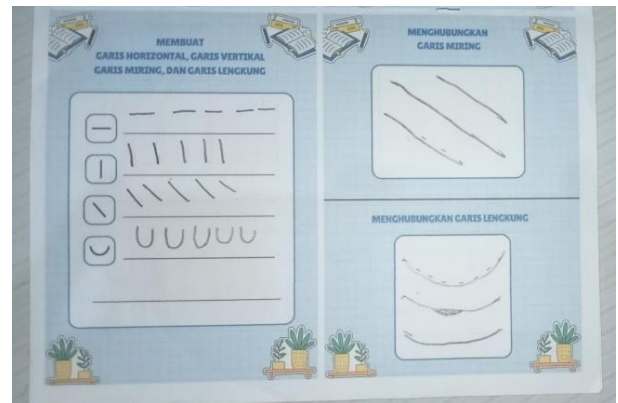 MEMBUAT
GARIS HORIZONTAL, GARIS VERTIKAL
GARIS MIRING, DAN GARIS LENGKUNG
MENGHUBUNGKAN
GARIS MIRING
MENGHUBUNGKAN GARIS LENGKUNG